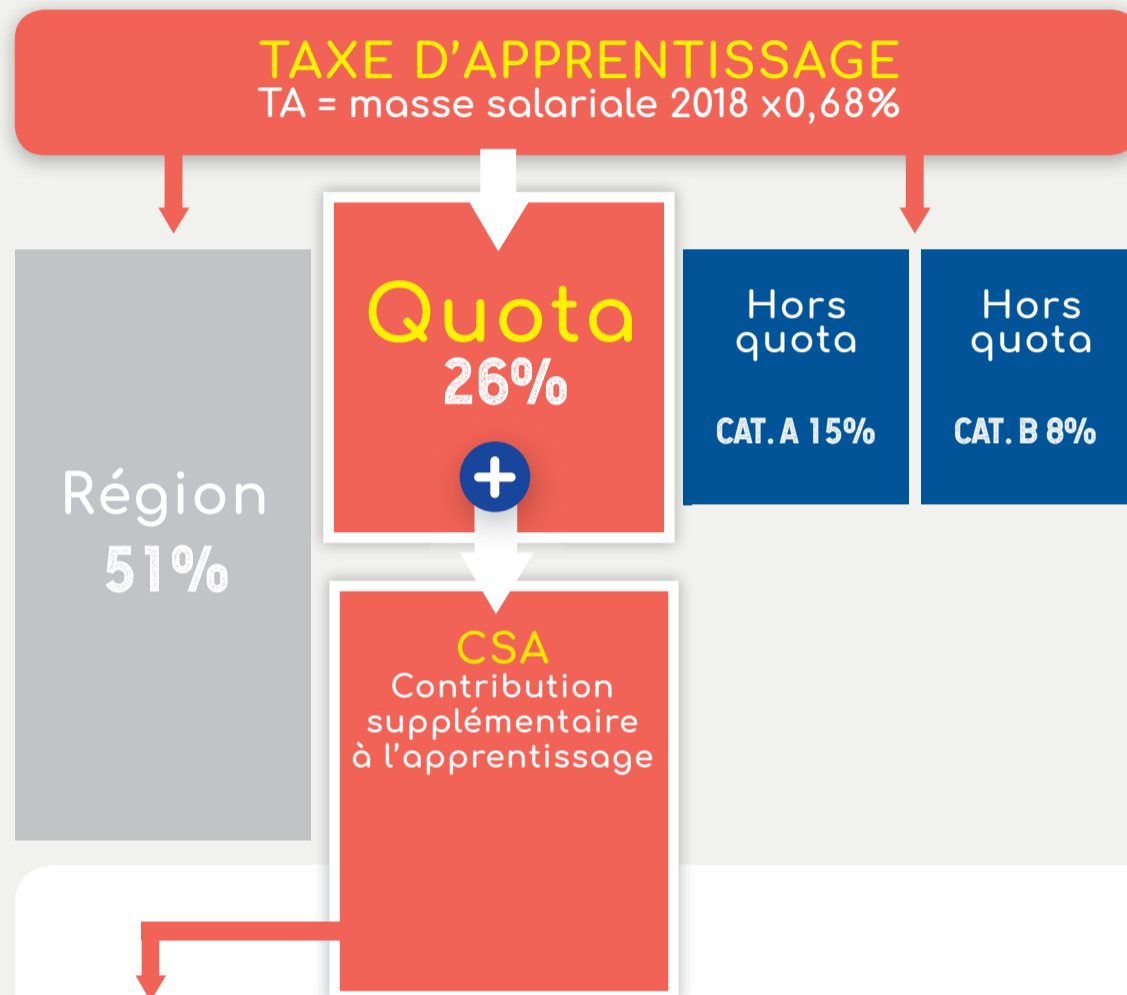 TAXE D'APPRENTISSAGE
TA = masse salariale 2018 x0,68%
Région
51%
Quota
26%
+
CSA
Contribution
supplémentaire
à l'apprentissage
Hors
quota
CAT. A 15%
Hors
quota
CAT. B 8%